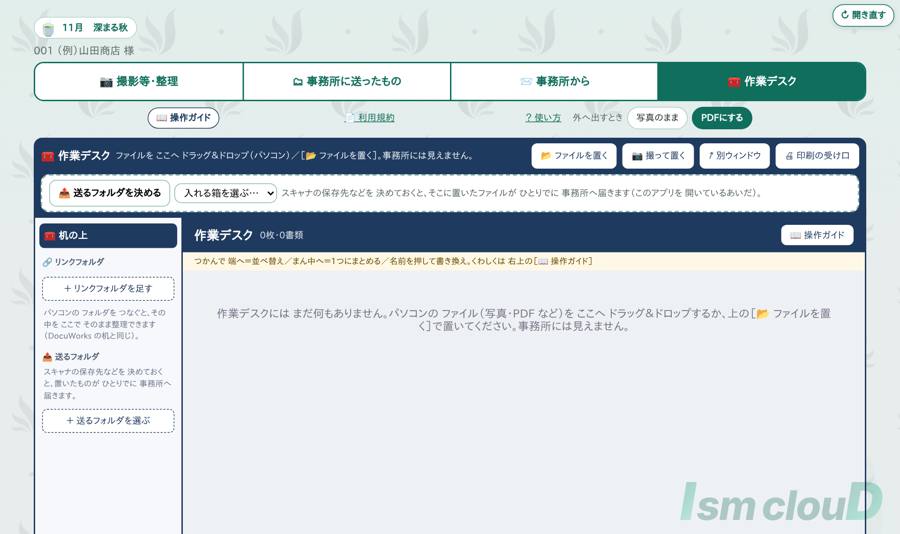 11月 深まる秋
開き直す
001 （例）山田商店 様
撮影等・整理
事務所に送ったもの
事務所から
作業デスク
操作ガイド
利用規約
? 使い方
外へ出すとき
写真のまま
PDFにする
作業デスク ファイルを ここへ ドラッグ&ドロップ（パソコン）／［📂 ファイルを置く］。事務所には見えません。
ファイルを置く
撮って置く
⤴ 別ウィンドウ
印刷の受け口
送るフォルダを決める
入れる箱を選ぶ…
スキャナの保存先などを 決めておくと、そこに置いたファイルが ひとりでに 事務所へ届きます（このアプリを 開いているあいだ）。
机の上
リンクフォルダ
＋ リンクフォルダを足す
パソコンの フォルダを つなぐと、その
中を ここで そのまま整理できます
（DocuWorks の机と同じ）。
送るフォルダ
スキャナの保存先などを 決めておく
と、置いたものが ひとりでに 事務所へ
届きます。
＋ 送るフォルダを選ぶ
作業デスク 0枚・0書類
操作ガイド
つかんで 端へ＝並べ替え／まん中へ＝1つにまとめる／名前を押して書き換え。くわしくは 右上の［📖 操作ガイド］
作業デスクには まだ何もありません。パソコンの ファイル（写真・PDF など）を ここへ ドラッグ&ドロップするか、上の［📂 ファイルを置
く］で置いてください。事務所には見えません。
Ism clouD